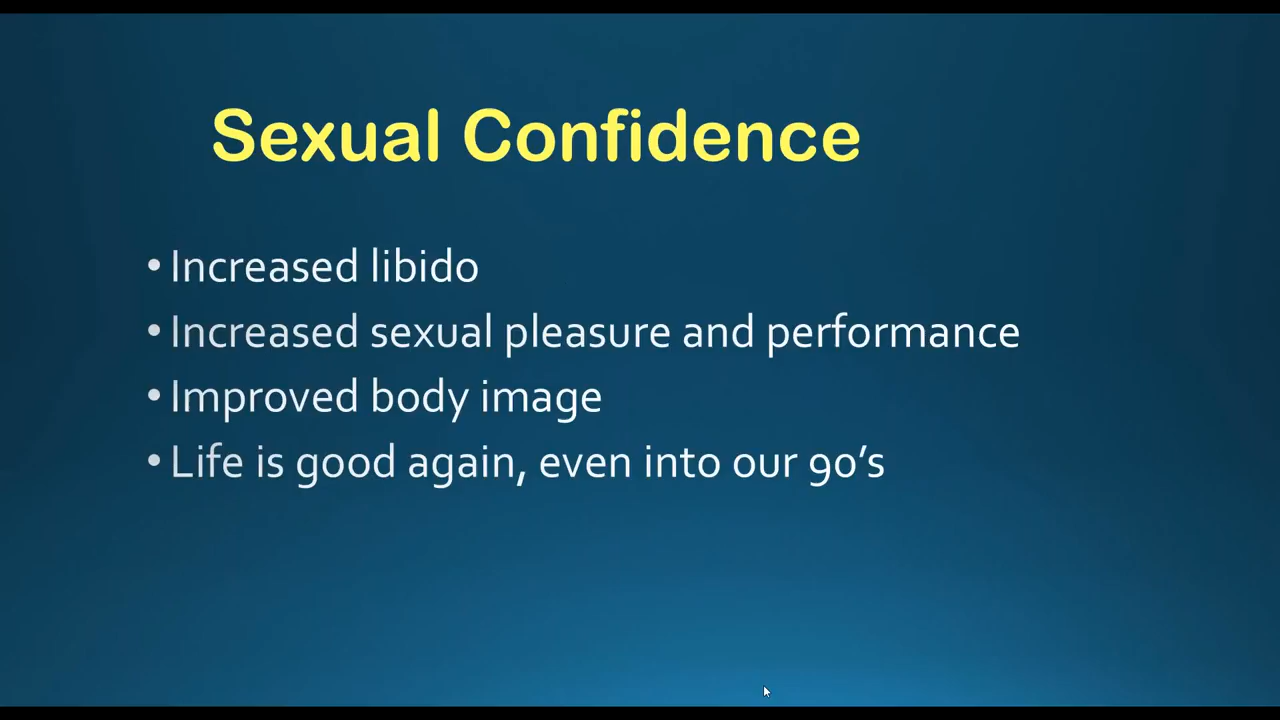 Sexual Confidence
• Increased libido
• Increased sexual pleasure and performance
• Improved body image
• Life is good again, even into our 90’s